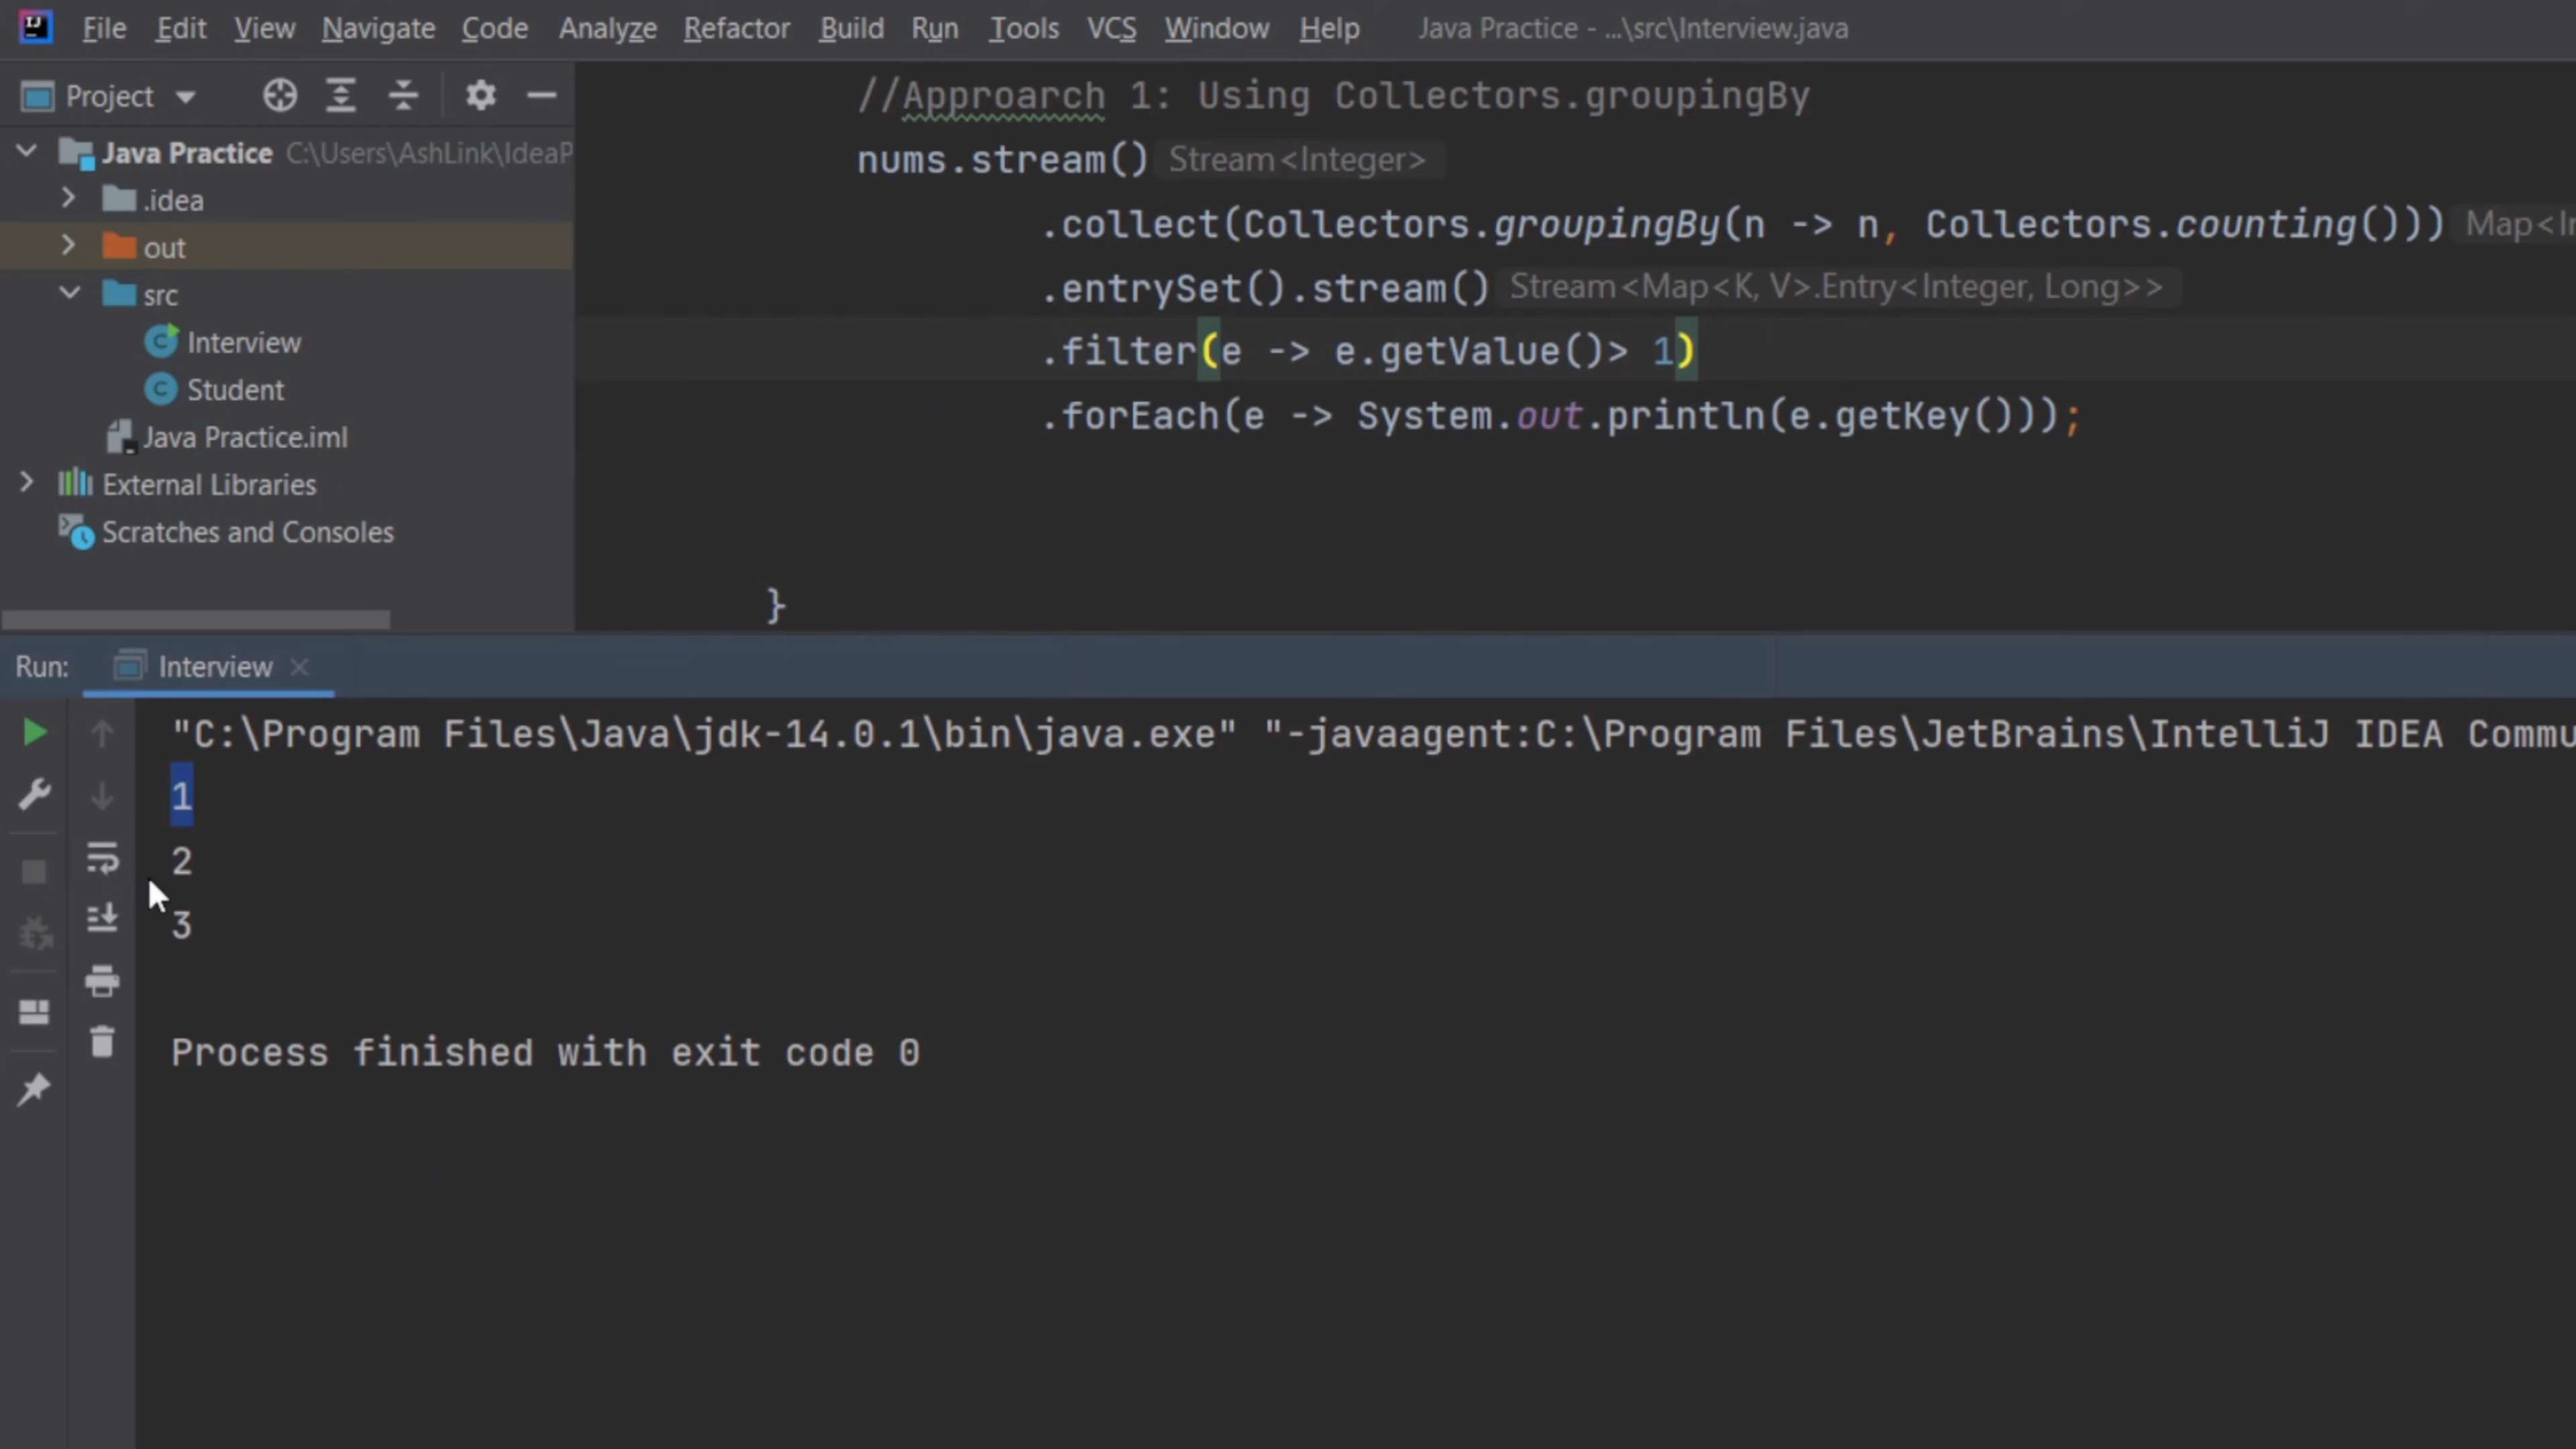 File Edit View Navigate Code Analyze Refactor Build Run Tools VCS Window Help Java Practice - ...\src\Interview.java
Project
Java Practice C:\Users\AshLink\IdeaP
.idea
out
src
Interview
Student
Java Practice.iml
External Libraries
Scratches and Consoles
//Approarch 1: Using Collectors.groupingBy
nums.stream() Stream<Integer>
.collect(Collectors.groupingBy(n -> n, Collectors.counting())) Map<In
.entrySet().stream() Stream<Map<K, V>.Entry<Integer, Long>>
.filter(e -> e.getValue()> 1)
.forEach(e -> System.out.println(e.getKey()));
}
Run: Interview
"C:\Program Files\Java\jdk-14.0.1\bin\java.exe" "-javaagent:C:\Program Files\JetBrains\IntelliJ IDEA Commu
1
2
3
Process finished with exit code 0